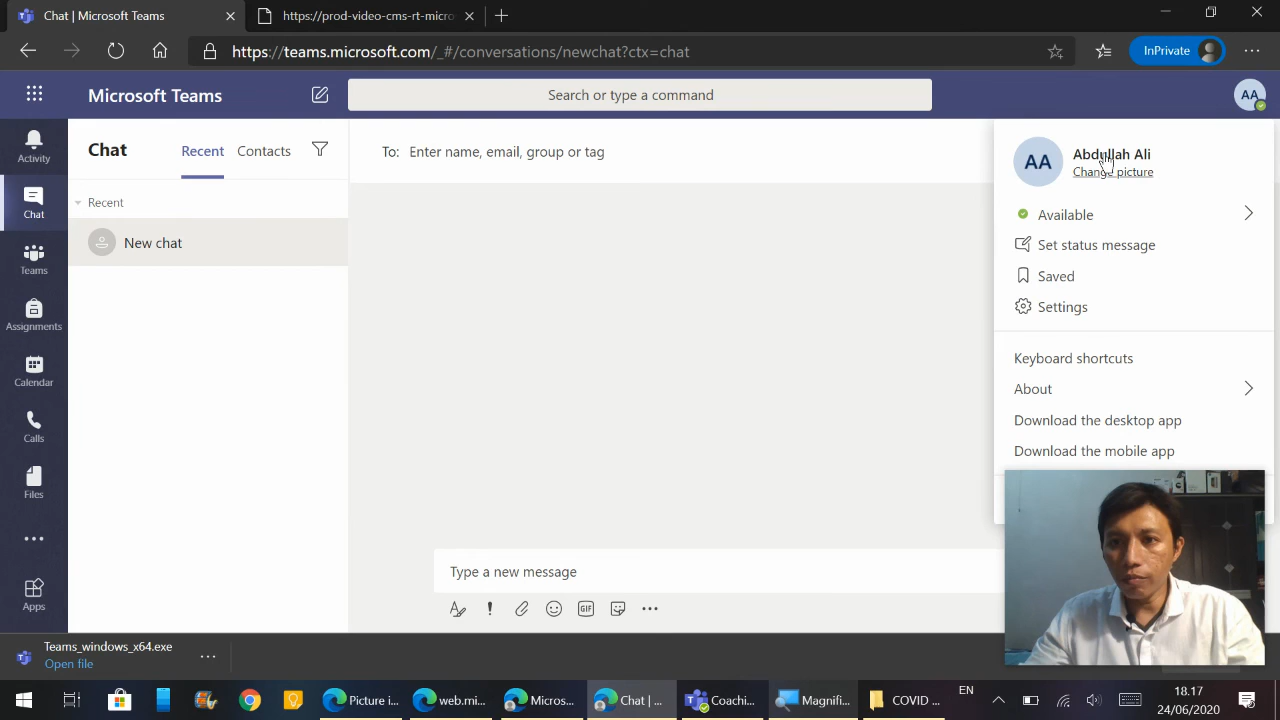 Chat | Microsoft Teams
https://prod-video-cms-rt-micro
https://teams.microsoft.com/_#/conversations/newchat?ctx=chat
InPrivate
Microsoft Teams
Search or type a command
AA
Activity
Chat
Teams
Assignments
Calendar
Calls
Files
Apps
Chat
Recent
Contacts
Recent
New chat
To: Enter name, email, group or tag
Type a new message
GIF
AA
Abdullah Ali
Change picture
Available
Set status message
Saved
Settings
Keyboard shortcuts
About
Download the desktop app
Download the mobile app
Teams_windows_x64.exe
Open file
Picture i...
web.mi...
Micros...
Chat | ...
Coachi...
Magnifi...
COVID ...
EN
18.17
24/06/2020